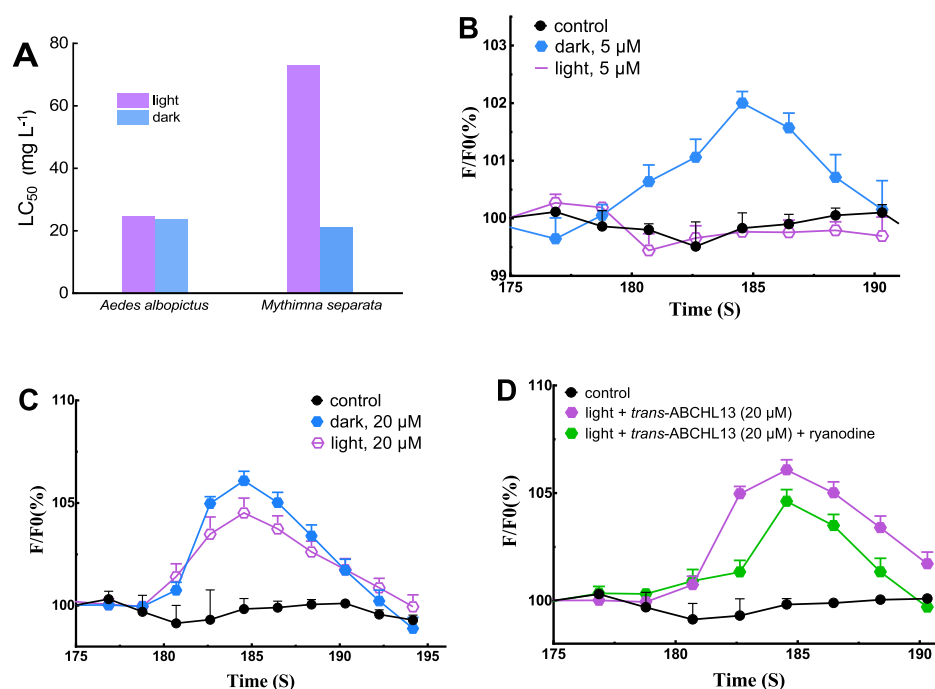 A
light
dark
LC50 (mg L-1)
80
60
40
20
0
Aedes albopictus
Mythimna separata
B
control
dark, 5 μM
light, 5 μM
F/F0(%)
103
102
101
100
99
175
180
185
190
Time (S)
C
control
dark, 20 μM
light, 20 μM
F/F0(%)
110
105
100
175
180
185
190
195
Time (S)
D
control
light + trans-ABCHL13 (20 μM)
light + trans-ABCHL13 (20 μM) + ryanodine
F/F0(%)
110
105
100
175
180
185
190
Time (S)